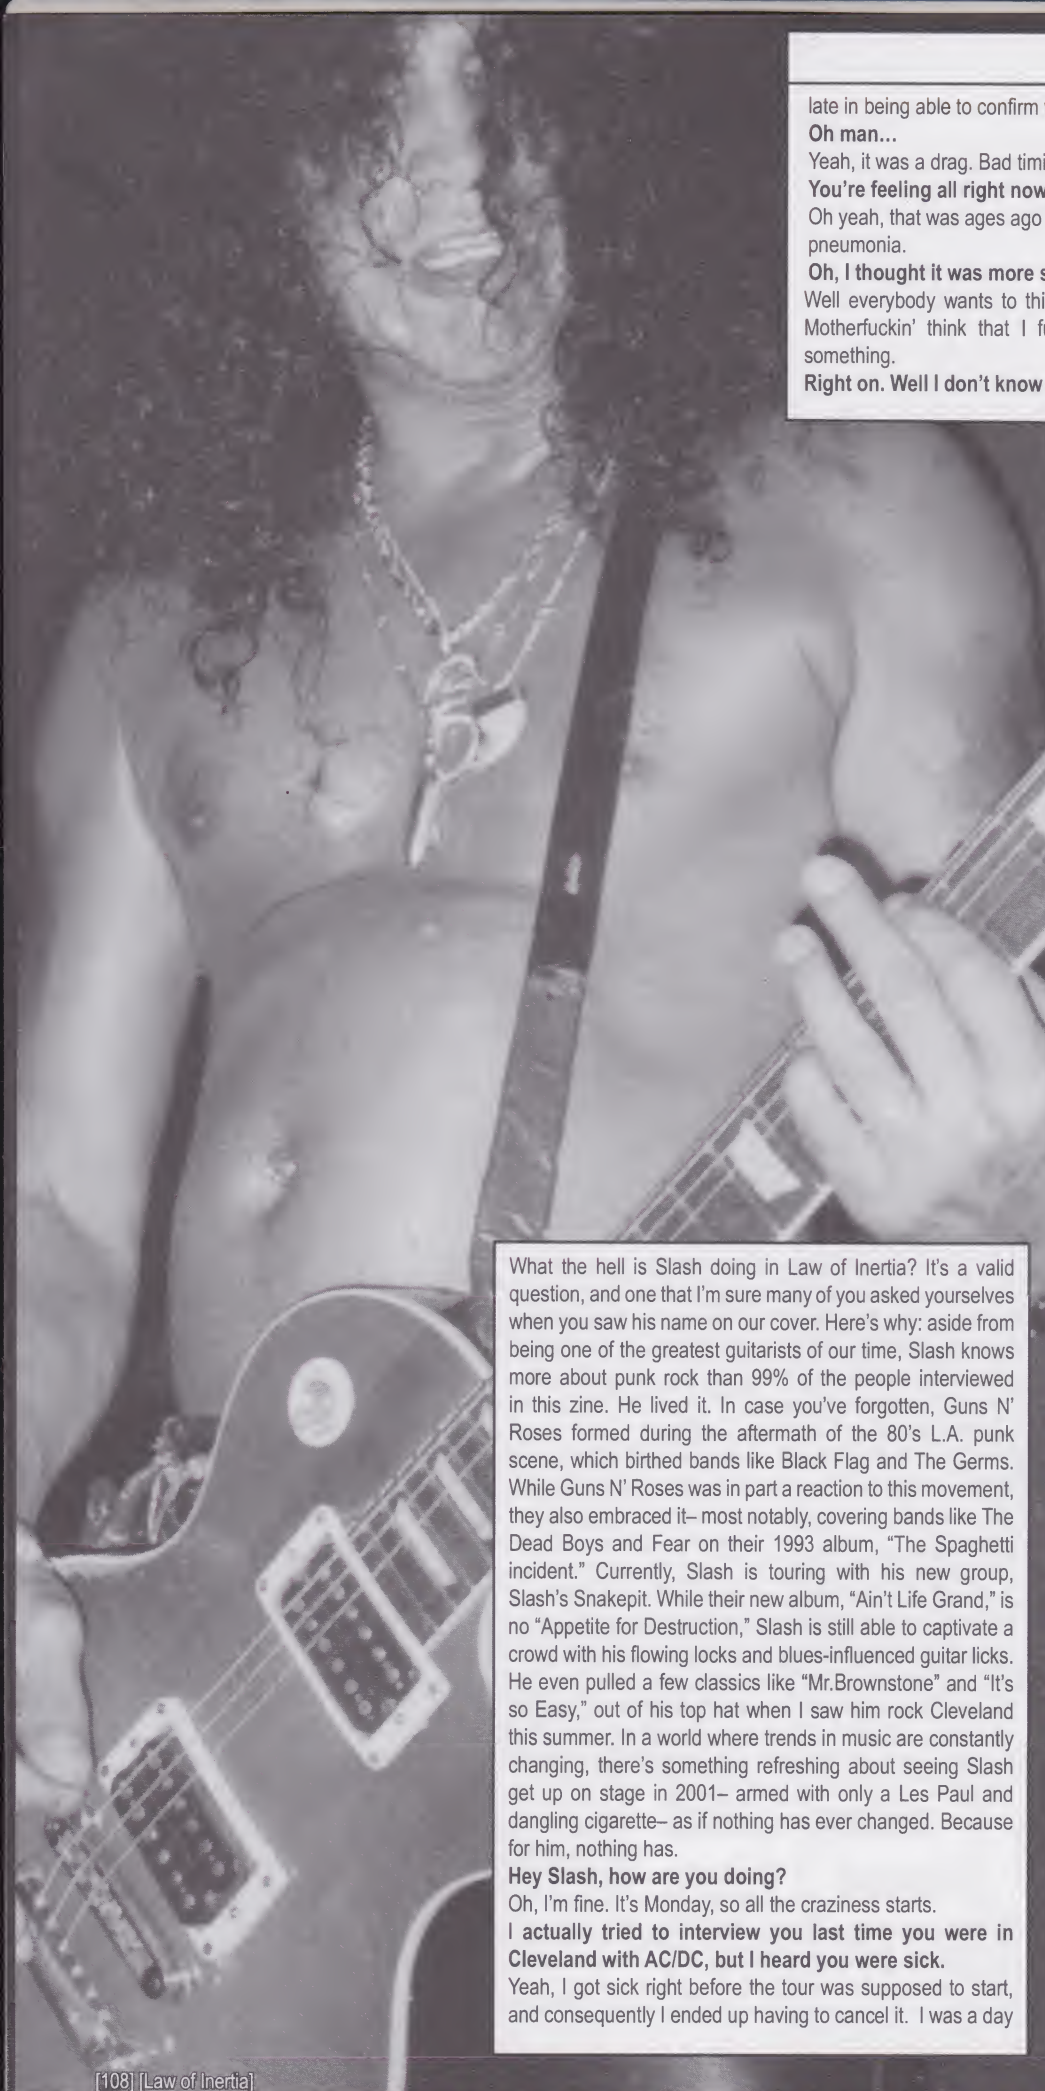 What the hell is Slash doing in Law of Inertia? It's a valid
question, and one that I'm sure many of you asked yourselves
when you saw his name on our cover. Here's why: aside from
being one of the greatest guitarists of our time, Slash knows
more about punk rock than 99% of the people interviewed
in this zine. He lived it. In case you've forgotten, Guns N'
Roses formed during the aftermath of the 80's L.A. punk
scene, which birthed bands like Black Flag and The Germs.
While Guns N' Roses was in part a reaction to this movement,
they also embraced it– most notably, covering bands like The
Dead Boys and Fear on their 1993 album, “The Spaghetti
incident.” Currently, Slash is touring with his new group,
Slash's Snakepit. While their new album, “Ain't Life Grand,” is
no “Appetite for Destruction,” Slash is still able to captivate a
crowd with his flowing locks and blues-influenced guitar licks.
He even pulled a few classics like “Mr.Brownstone” and “It's
so Easy,” out of his top hat when I saw him rock Cleveland
this summer. In a world where trends in music are constantly
changing, there's something refreshing about seeing Slash
get up on stage in 2001– armed with only a Les Paul and
dangling cigarette– as if nothing has ever changed. Because
for him, nothing has.
Hey Slash, how are you doing?
Oh, I'm fine. It's Monday, so all the craziness starts.
I actually tried to interview you last time you were in
Cleveland with AC/DC, but I heard you were sick.
Yeah, I got sick right before the tour was supposed to start,
and consequently I ended up having to cancel it. I was a day
late in being able to confirm
Oh man...
Yeah, it was a drag. Bad timi
You're feeling all right now
Oh yeah, that was ages ago
pneumonia.
Oh, I thought it was more s
Well everybody wants to thi
Motherfuckin' think that I f
something.
Right on. Well I don't know
[108] [Law of Inertia]